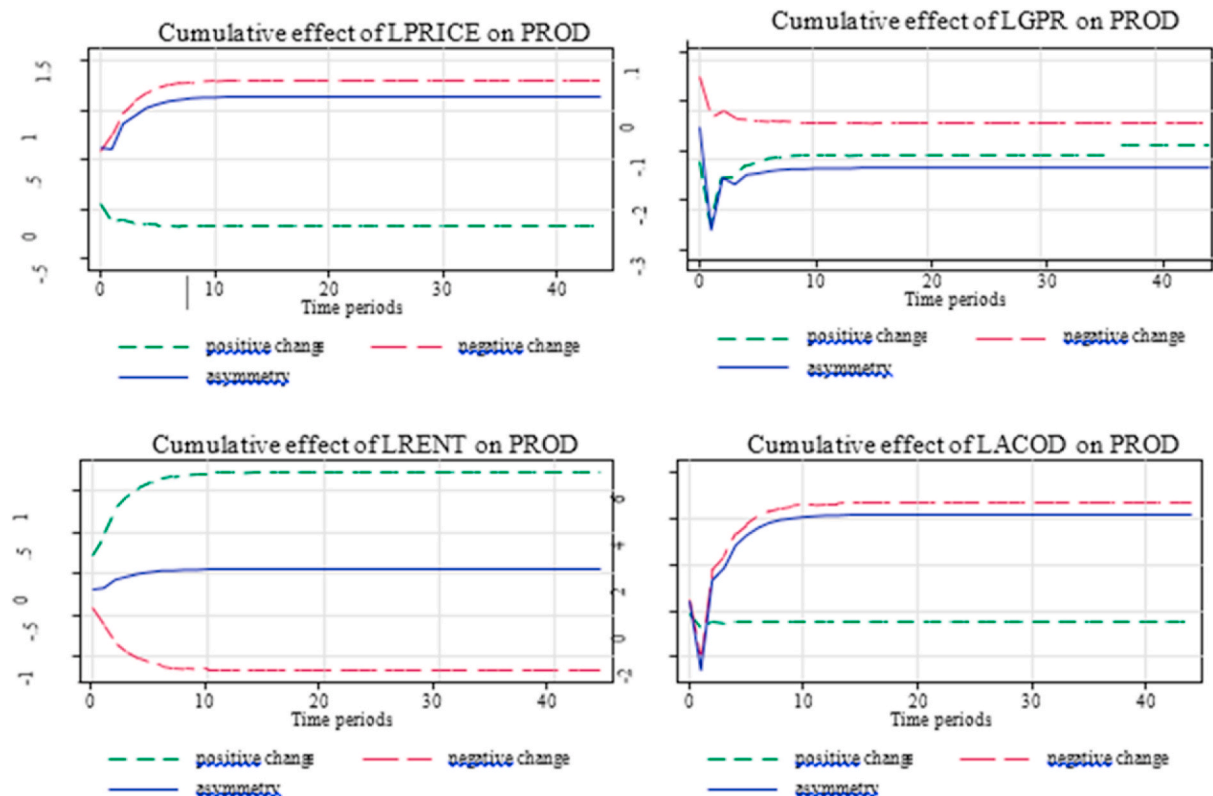 Cumulative effect of LPRICE on PROD
1.5
1
.5
0
-.5
0 10 20 30 40
Time periods
positive change negative change
asymmetry
Cumulative effect of LGPR on PROD
.1
0
-.1
-.2
-.3
0 10 20 30 40
Time periods
positive change negative change
asymmetry
Cumulative effect of LRENT on PROD
1
.5
0
-.5
-1
0 10 20 30 40
Time periods
positive change negative change
asymmetry
Cumulative effect of LACOD on PROD
6
4
2
0
-2
0 10 20 30 40
Time periods
positive change negative change
asymmetry